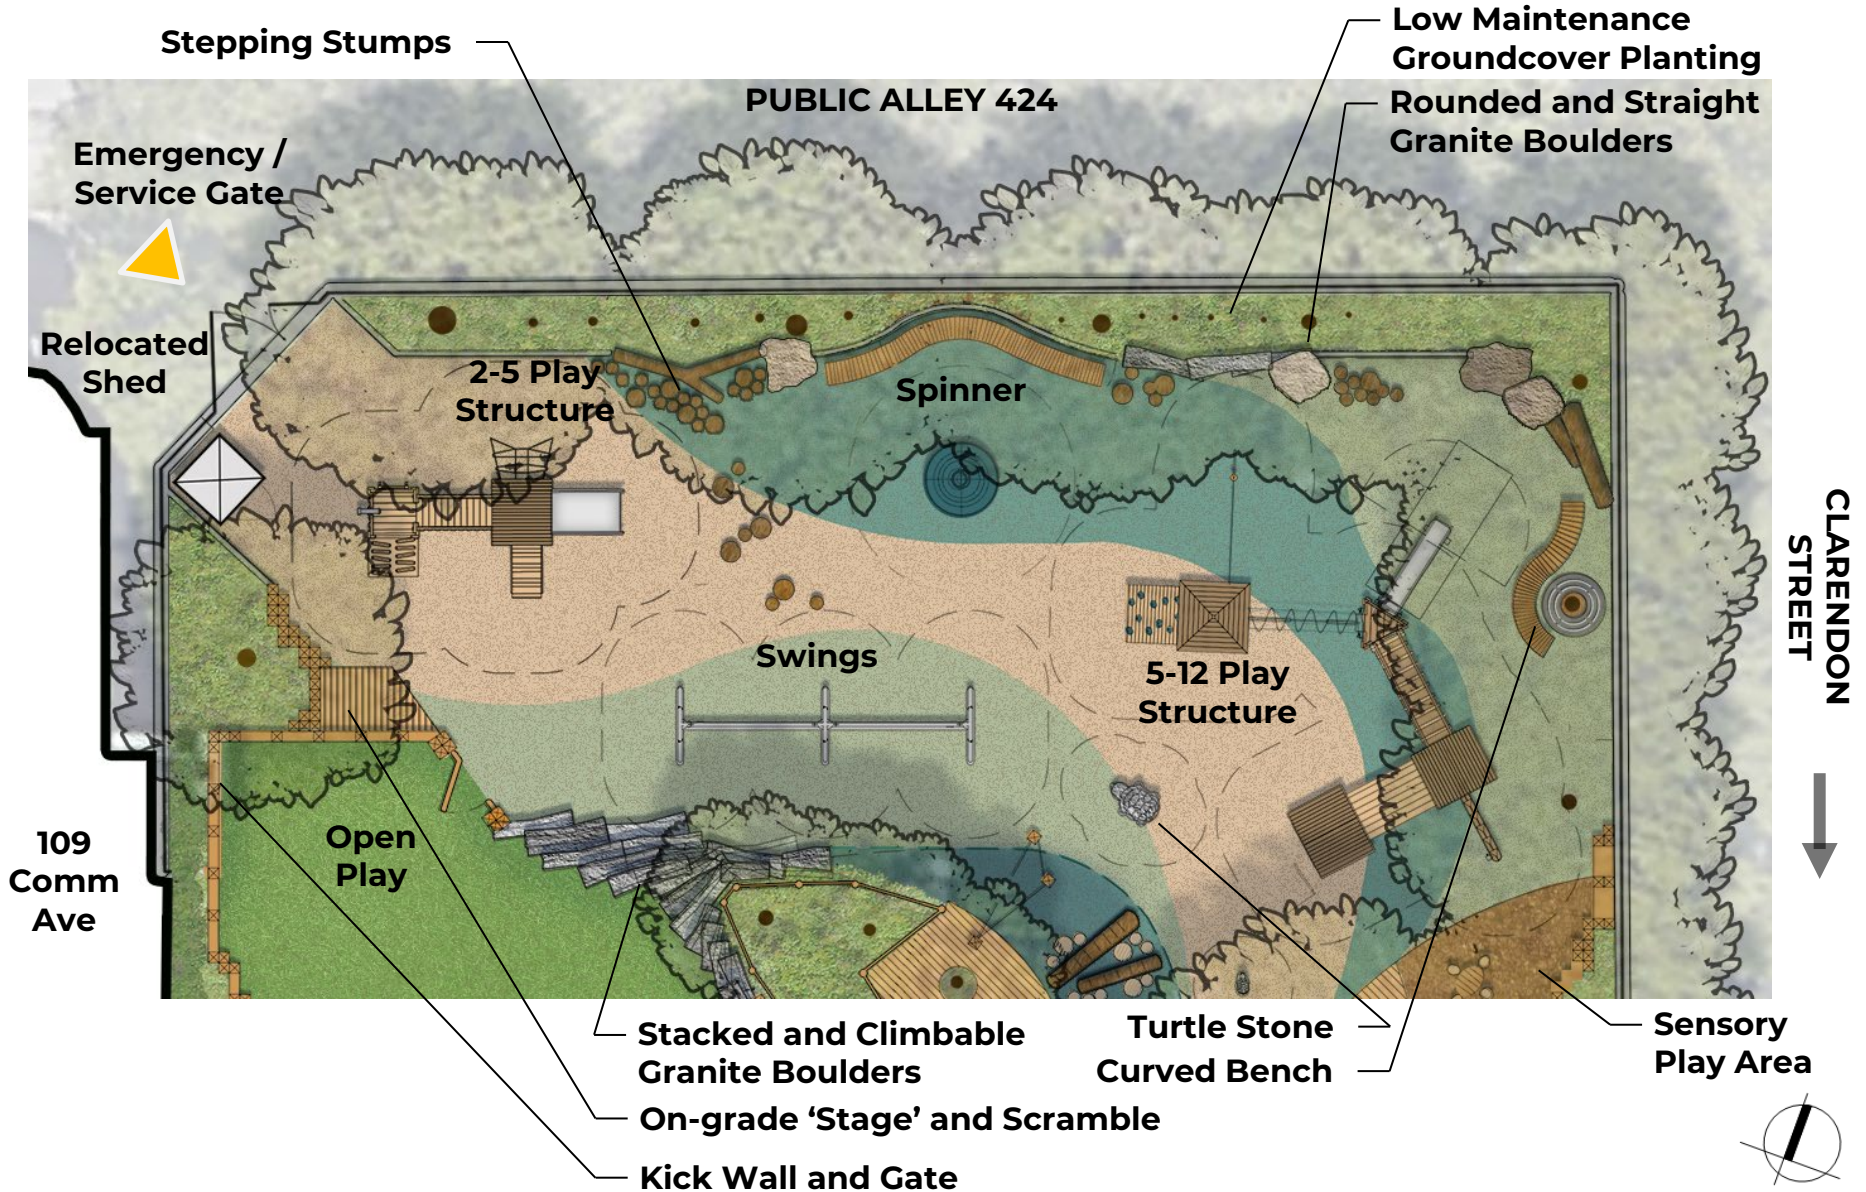 Stepping Stumps
Low Maintenance
Groundcover Planting
PUBLIC ALLEY 424
Rounded and Straight
Granite Boulders
Emergency /
Service Gate
Relocated
Shed
2-5 Play
Structure
Spinner
CLARENDON
STREET
Swings
5-12 Play
Structure
109
Comm
Ave
Open
Play
Stacked and Climbable
Granite Boulders
Turtle Stone
Curved Bench
Sensory
Play Area
On-grade ‘Stage’ and Scramble
Kick Wall and Gate